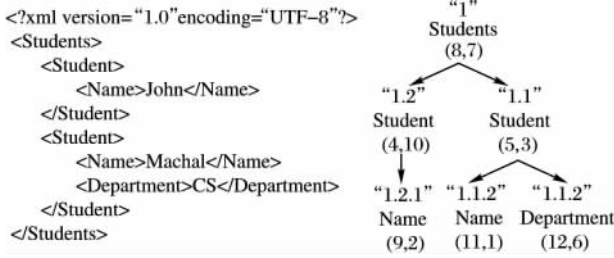 <?xml version=“1.0”encoding=“UTF–8”?>
<Students>
<Student>
<Name>John</Name>
</Student>
<Student>
<Name>Machal</Name>
<Department>CS</Department>
</Student>
</Students>
“1”
Students
(8,7)
“1.2” “1.1”
Student Student
(4,10) (5,3)
“1.2.1” “1.1.2” “1.1.2”
Name Name Department
(9,2) (11,1) (12,6)